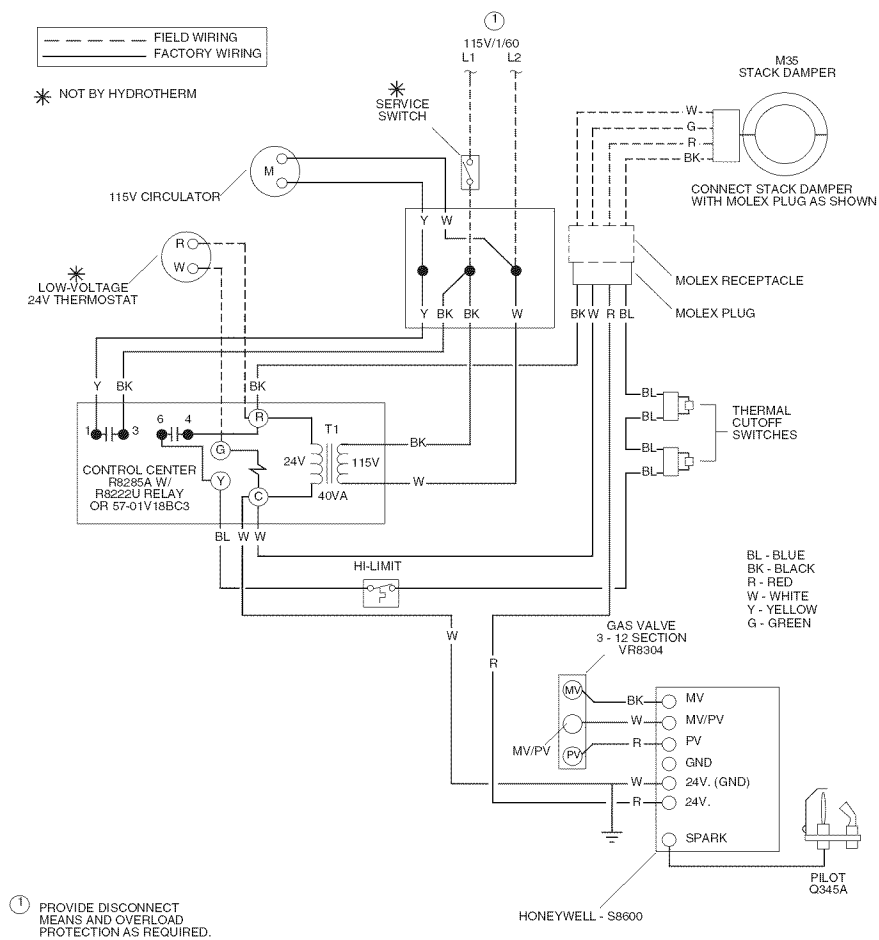 1
115V/1/60
L1 L2
FIELD WIRING
FACTORY WIRING
NOT BY HYDROTHERM
SERVICE
SWITCH
M35
STACK DAMPER
W
G
R
BK
CONNECT STACK DAMPER
WITH MOLEX PLUG AS SHOWN
M
115V CIRCULATOR
Y W
R
W
LOW-VOLTAGE
24V THERMOSTAT
MOLEX RECEPTACLE
MOLEX PLUG
Y BK BK W
BK W R BL
Y BK BK
BL
BL
BL
BL
THERMAL
CUTOFF
SWITCHES
1 3 6 4
R
G
Y
C
T1
24V 115V
40VA
BK
W
CONTROL CENTER
R8285A W/
R8222U RELAY
OR 57-01V18BC3
BL W W
HI-LIMIT
BL - BLUE
BK - BLACK
R - RED
W - WHITE
Y - YELLOW
G - GREEN
W
R
GAS VALVE
3 - 12 SECTION
VR8304
MV
MV/PV
PV
BK MV
W MV/PV
R PV
GND
W 24V. (GND)
R 24V.
SPARK
PILOT
Q345A
HONEYWELL - S8600
1 PROVIDE DISCONNECT
MEANS AND OVERLOAD
PROTECTION AS REQUIRED.